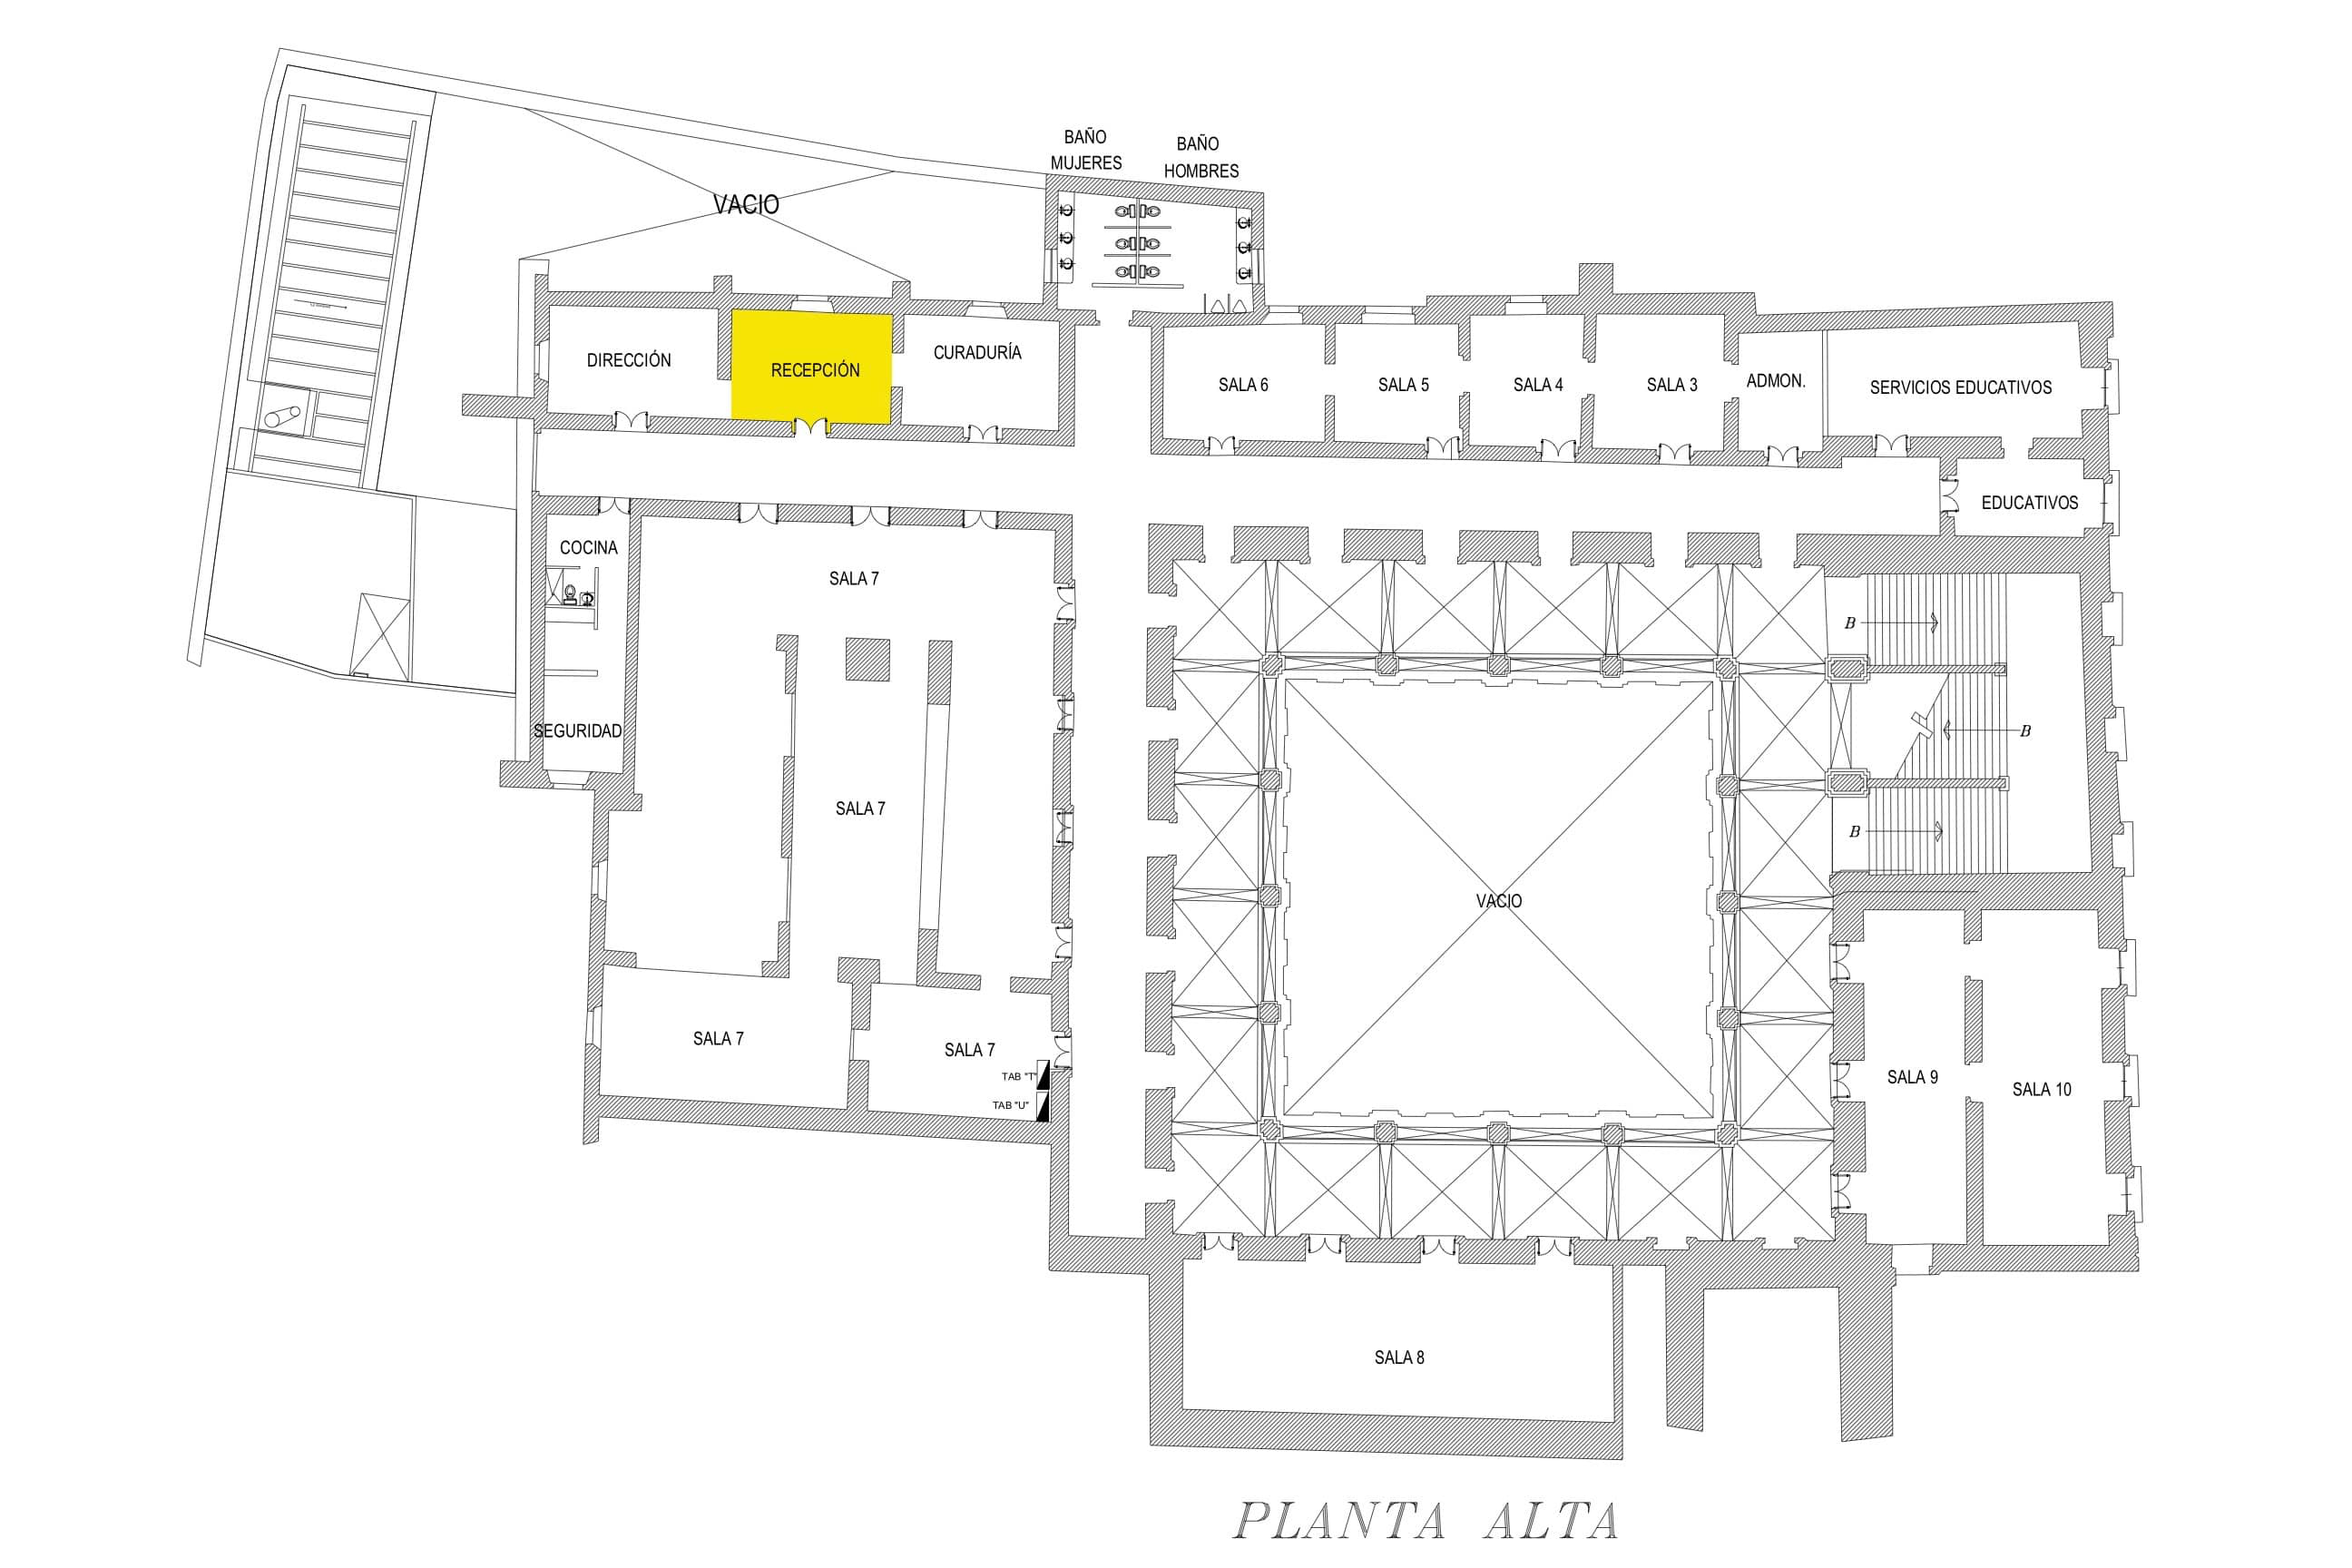 BAÑO
MUJERES
BAÑO
HOMBRES
VACIO
DIRECCIÓN
RECEPCIÓN
CURADURÍA
SALA 6
SALA 5
SALA 4
SALA 3
ADMON.
SERVICIOS EDUCATIVOS
EDUCATIVOS
COCINA
SALA 7
B
SEGURIDAD
B
SALA 7
B
VACIO
SALA 7
SALA 7
TAB "T"
TAB "U"
SALA 9
SALA 10
SALA 8
PLANTA ALTA